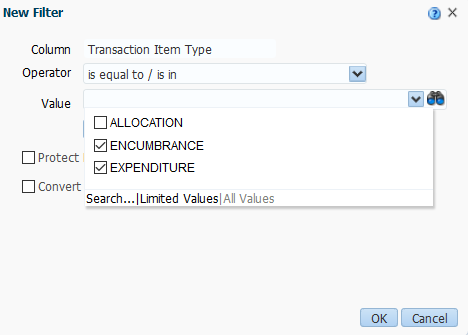 New Filter
Column Transaction Item Type
Operator is equal to / is in
Value
ALLOCATION
ENCUMBRANCE
EXPENDITURE
Protect
Convert
Search...|Limited Values|All Values
OK Cancel